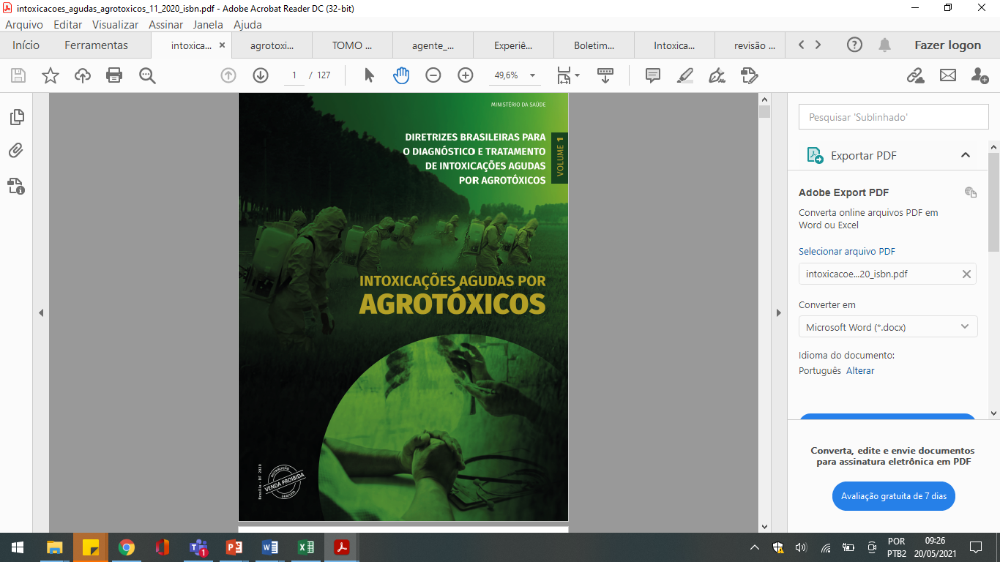 intoxicacoes_agudas_agrotoxicos_11_2020_isbn.pdf - Adobe Acrobat Reader DC (32-bit)
Arquivo Editar Visualizar Assinar Janela Ajuda
Início Ferramentas intoxica... agrotoxi... TOMO ... agente_... Experiê... Boletim... Intoxica... revisão ... Fazer logon
1 / 127 49,6%
MINISTÉRIO DA SAÚDE
DIRETRIZES BRASILEIRAS PARA
O DIAGNÓSTICO E TRATAMENTO
DE INTOXICAÇÕES AGUDAS
POR AGROTÓXICOS
VOLUME 1
INTOXICAÇÕES AGUDAS POR
AGROTÓXICOS
Brasília - DF 2020
DISTRIBUIÇÃO
VENDA PROIBIDA
GRATUITA
Pesquisar 'Sublinhado'
Exportar PDF
Adobe Export PDF
Converta online arquivos PDF em
Word ou Excel
Selecionar arquivo PDF
intoxicacoe...20_isbn.pdf
Converter em
Microsoft Word (*.docx)
Idioma do documento:
Português Alterar
Converta, edite e envie documentos
para assinatura eletrônica em PDF
Avaliação gratuita de 7 dias
1
POR
PTB2
09:26
20/05/2021